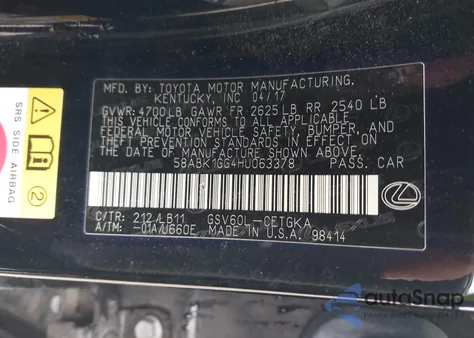 MFD. BY: TOYOTA MOTOR MANUFACTURING,
KENTUCKY, INC 04/17
GVWR: 4700LB GAWR FR 2625LB RR 2540 LB
THIS VEHICLE CONFORMS TO ALL APPLICABLE
FEDERAL MOTOR VEHICLE SAFETY, BUMPER, AND
THEFT PREVENTION STANDARDS IN EFFECT ON
THE DATE OF MANUFACTURE SHOWN ABOVE.
58ABK1GG4HU063378 PASS. CAR
C/TR: 212/LB11 GSV60L-CETGKA
A/TM: -01A/U660E MADE IN U.S.A. 98414
SRS SIDE AIRBAG
2
autoSnap